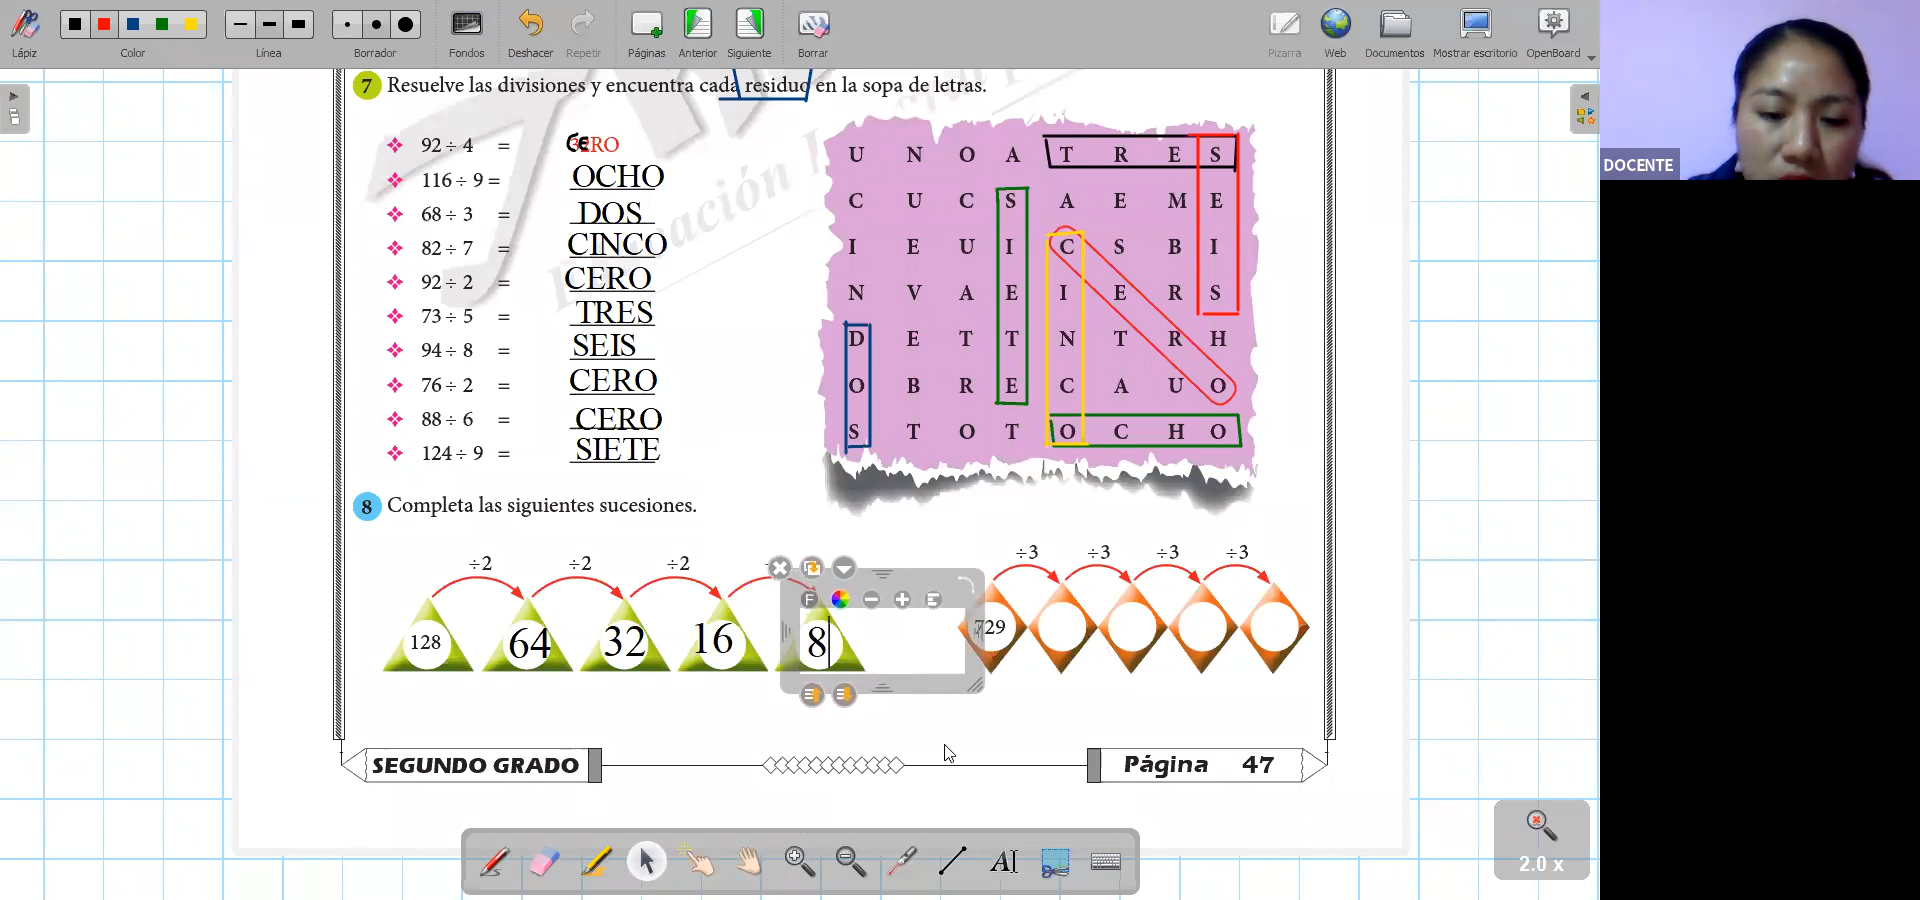 Lápiz Color Línea Borrador Fondos Deshacer Repetir Páginas Anterior Siguiente Borrar Pizarra Web Documentos Mostrar escritorio OpenBoard
DOCENTE
7 Resuelve las divisiones y encuentra cada residuo en la sopa de letras.
92 ÷ 4 = CERO
116 ÷ 9 = OCHO
68 ÷ 3 = DOS
82 ÷ 7 = CINCO
92 ÷ 2 = CERO
73 ÷ 5 = TRES
94 ÷ 8 = SEIS
76 ÷ 2 = CERO
88 ÷ 6 = CERO
124 ÷ 9 = SIETE
U N O A T R E S
C U C S A E M E
I E U I C S B I
N V A E I E R S
D E T T N T R H
O B R E C A U O
S T O T O C H O
8 Completa las siguientes sucesiones.
÷2 ÷2 ÷2
128 64 32 16 8
÷3 ÷3 ÷3 ÷3
729
SEGUNDO GRADO
Página 47
2.0 x